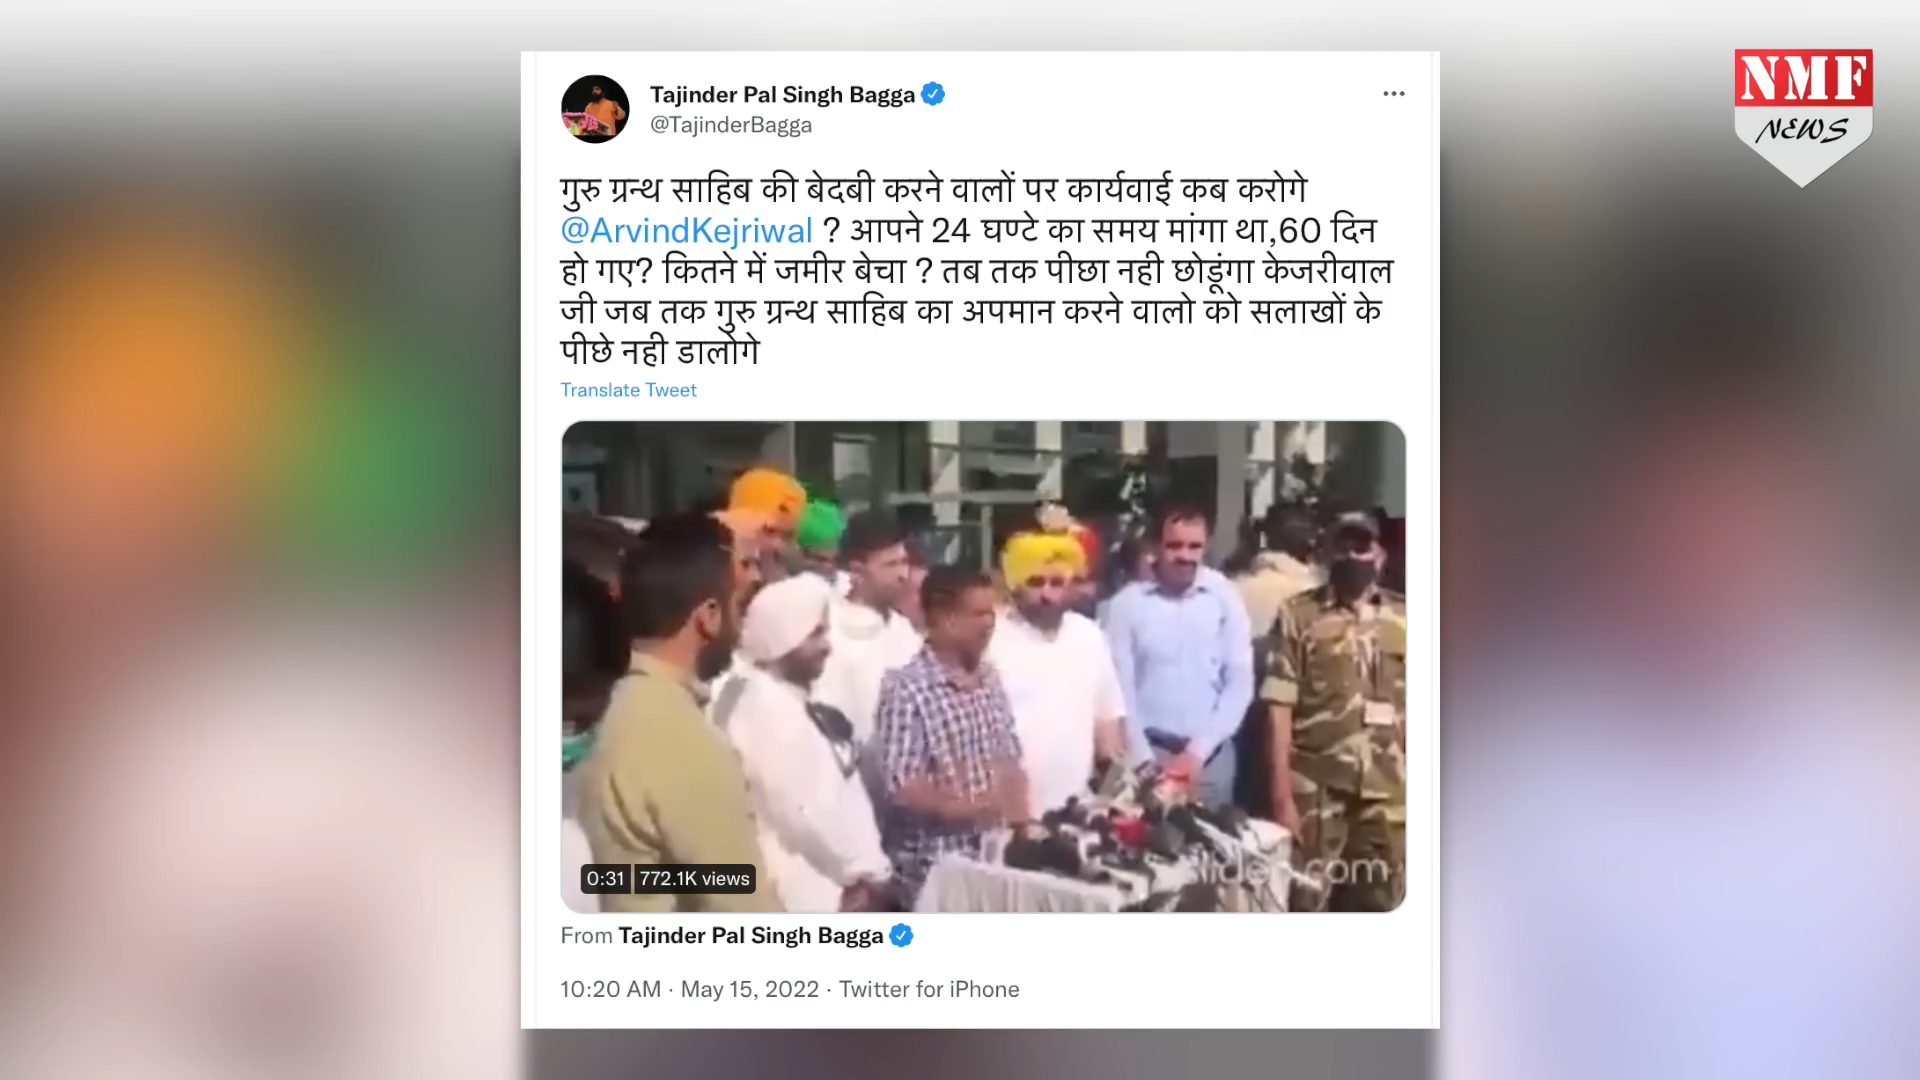 Tajinder Pal Singh Bagga
@TajinderBagga
गुरु ग्रन्थ साहिब की बेदबी करने वालों पर कार्यवाई कब करोगे
@ArvindKejriwal ? आपने 24 घण्टे का समय मांगा था,60 दिन
हो गए? कितने में जमीर बेचा ? तब तक पीछा नही छोडूंगा केजरीवाल
जी जब तक गुरु ग्रन्थ साहिब का अपमान करने वालो को सलाखों के
पीछे नही डालोगे
Translate Tweet
0:31 772.1K views
From Tajinder Pal Singh Bagga
10:20 AM · May 15, 2022 · Twitter for iPhone
NMF
NEWS